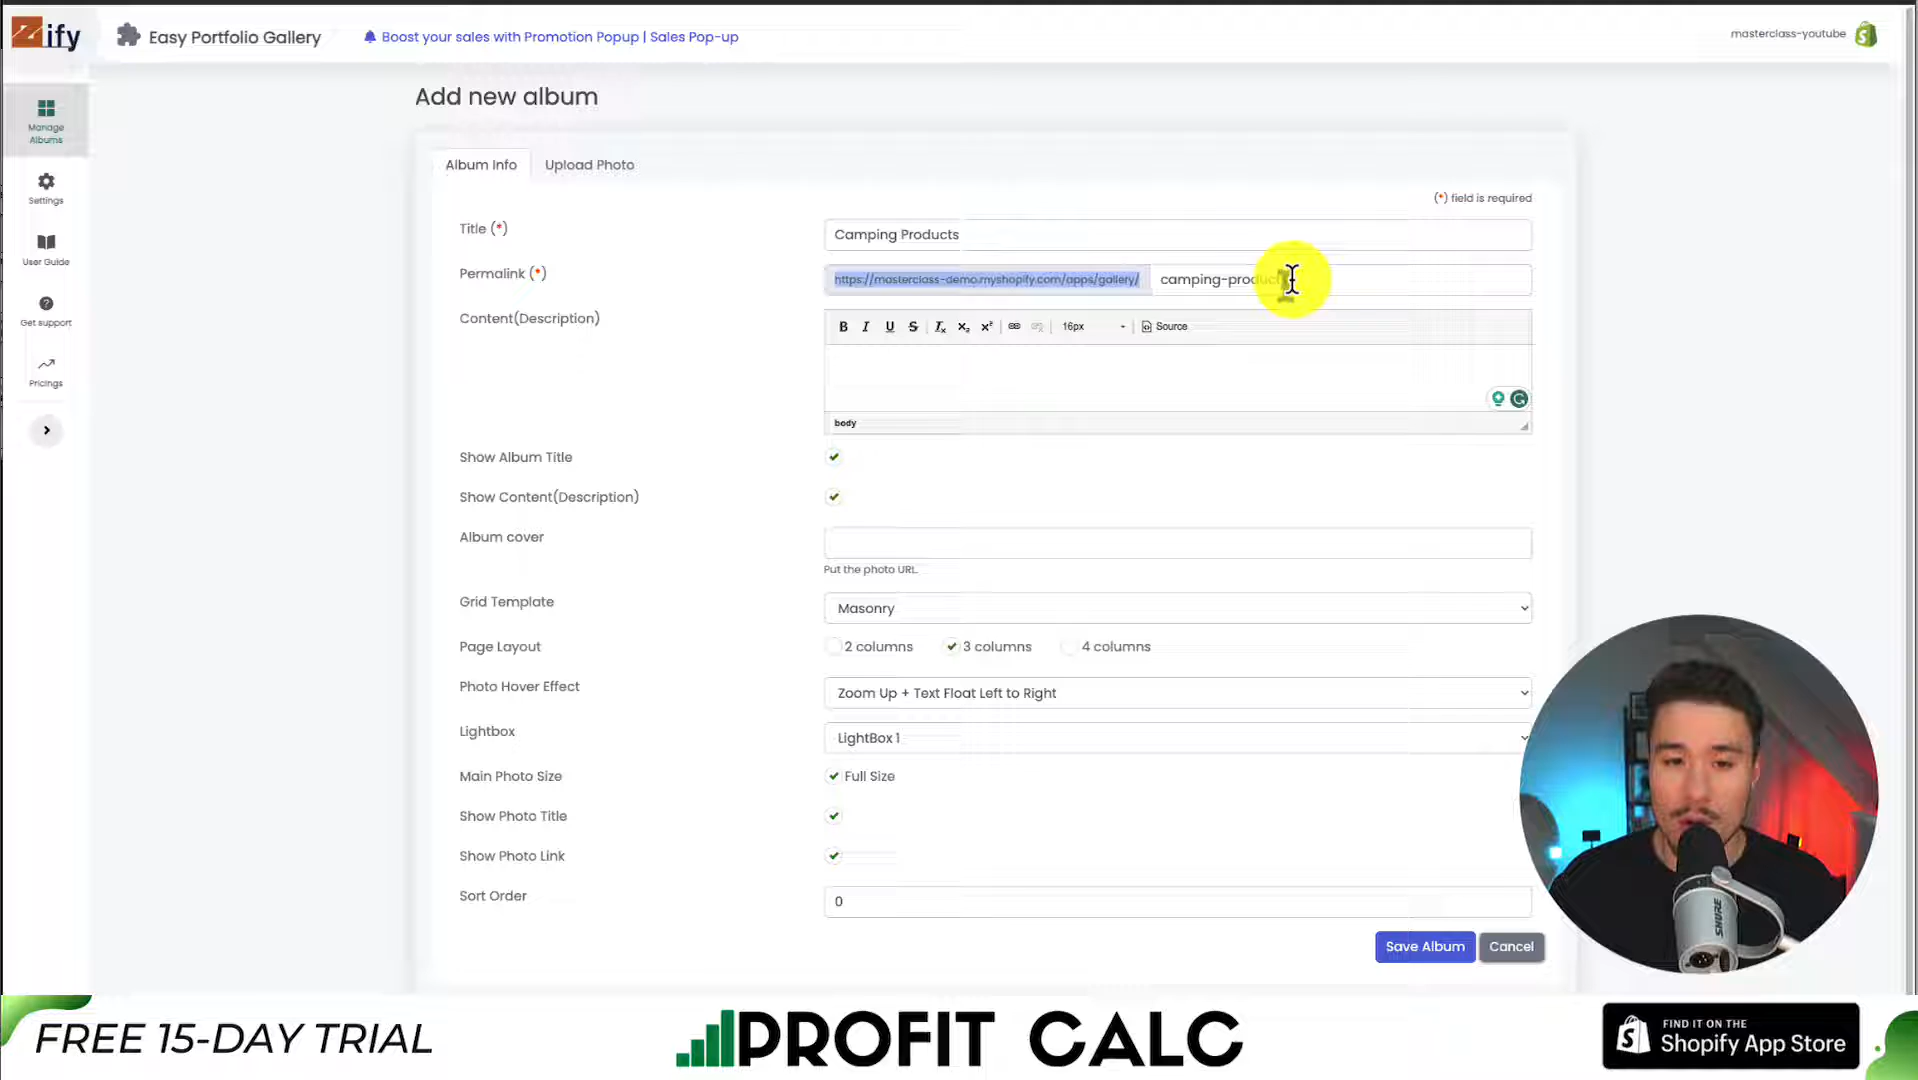 ify
Easy Portfolio Gallery
Boost your sales with Promotion Popup | Sales Pop-up
masterclass-youtube
Manage
Albums
Settings
User Guide
Get support
Pricings
Add new album
Album Info
Upload Photo
(*) field is required
Title (*)
Camping Products
Permalink (*)
https://masterclass-demo.myshopify.com/apps/gallery/
camping-products
Content(Description)
B I U S Tx X₂ X² 16px Source
body
Show Album Title
Show Content(Description)
Album cover
Put the photo URL.
Grid Template
Masonry
Page Layout
2 columns 3 columns 4 columns
Photo Hover Effect
Zoom Up + Text Float Left to Right
Lightbox
LightBox 1
Main Photo Size
Full Size
Show Photo Title
Show Photo Link
Sort Order
0
Save Album
Cancel
SHURE
FREE 15-DAY TRIAL
PROFIT CALC
FIND IT ON THE
Shopify App Store